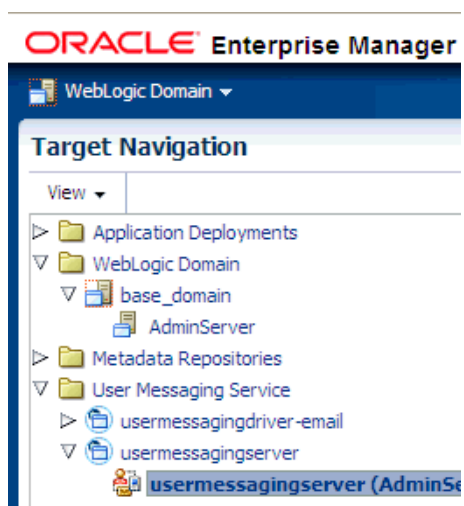 ORACLE Enterprise Manager
WebLogic Domain
Target Navigation
View
Application Deployments
WebLogic Domain
base_domain
AdminServer
Metadata Repositories
User Messaging Service
usermessagingdriver-email
usermessagingserver
usermessagingserver (AdminSe